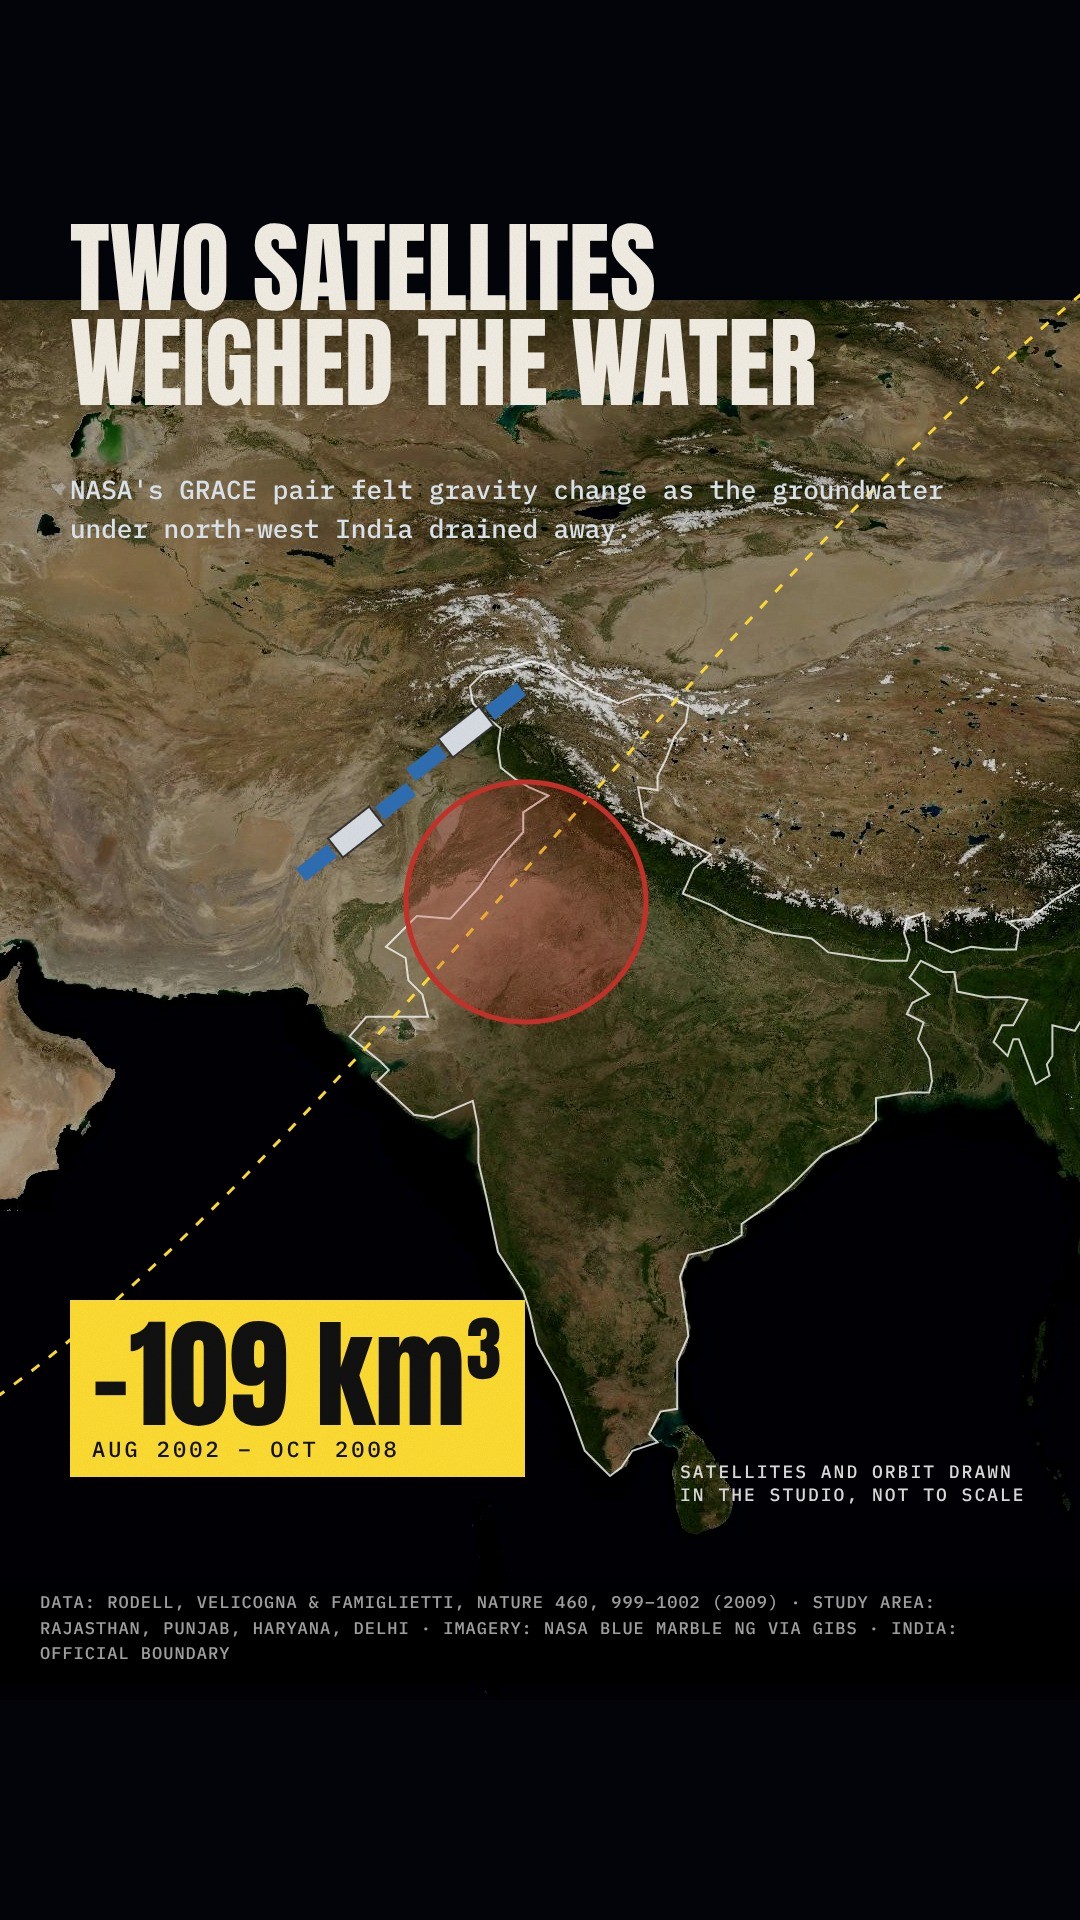 TWO SATELLITES
WEIGHED THE WATER
NASA's GRACE pair felt gravity change as the groundwater
under north-west India drained away.
-109 km³
AUG 2002 – OCT 2008
SATELLITES AND ORBIT DRAWN
IN THE STUDIO, NOT TO SCALE
DATA: RODELL, VELICOGNA & FAMIGLIETTI, NATURE 460, 999–1002 (2009) · STUDY AREA:
RAJASTHAN, PUNJAB, HARYANA, DELHI · IMAGERY: NASA BLUE MARBLE NG VIA GIBS · INDIA:
OFFICIAL BOUNDARY